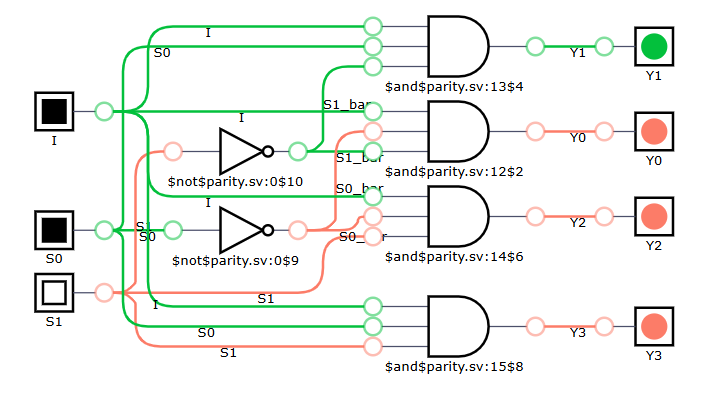 I
S0
Y1
Y1
$and$parity.sv:13$4
S1_bar
I
I
Y0
Y0
S1_bar
$and$parity.sv:12$2
$not$parity.sv:0$10
S0_bar
I
S1
S0
Y2
Y2
S0_bar
$and$parity.sv:14$6
S0
$not$parity.sv:0$9
S1
I
S1
S0
Y3
Y3
S1
$and$parity.sv:15$8